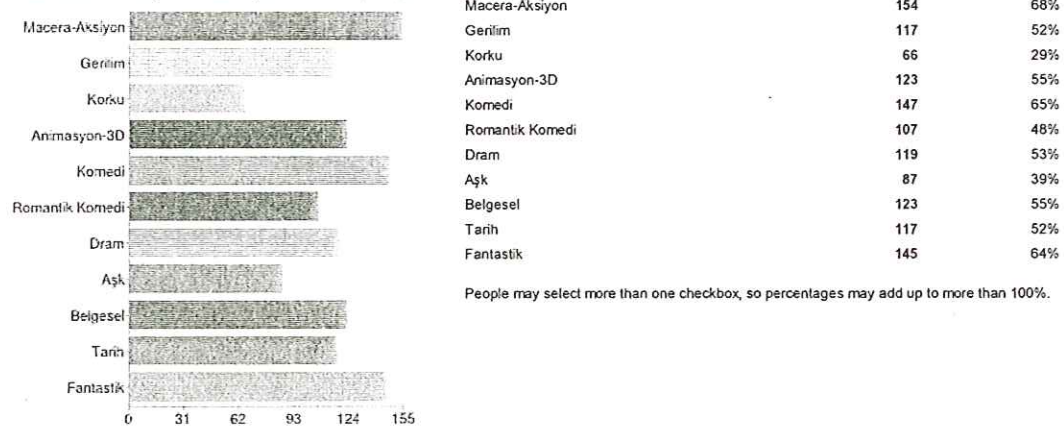 Macera-Aksiyon
Gerilim
Korku
Animasyon-3D
Komedi
Romantik Komedi
Dram
Aşk
Belgesel
Tarih
Fantastik
0 31 62 93 124 155
Macera-Aksiyon 154 68%
Gerilim 117 52%
Korku 66 29%
Animasyon-3D 123 55%
Komedi 147 65%
Romantik Komedi 107 48%
Dram 119 53%
Aşk 87 39%
Belgesel 123 55%
Tarih 117 52%
Fantastik 145 64%
People may select more than one checkbox, so percentages may add up to more than 100%.